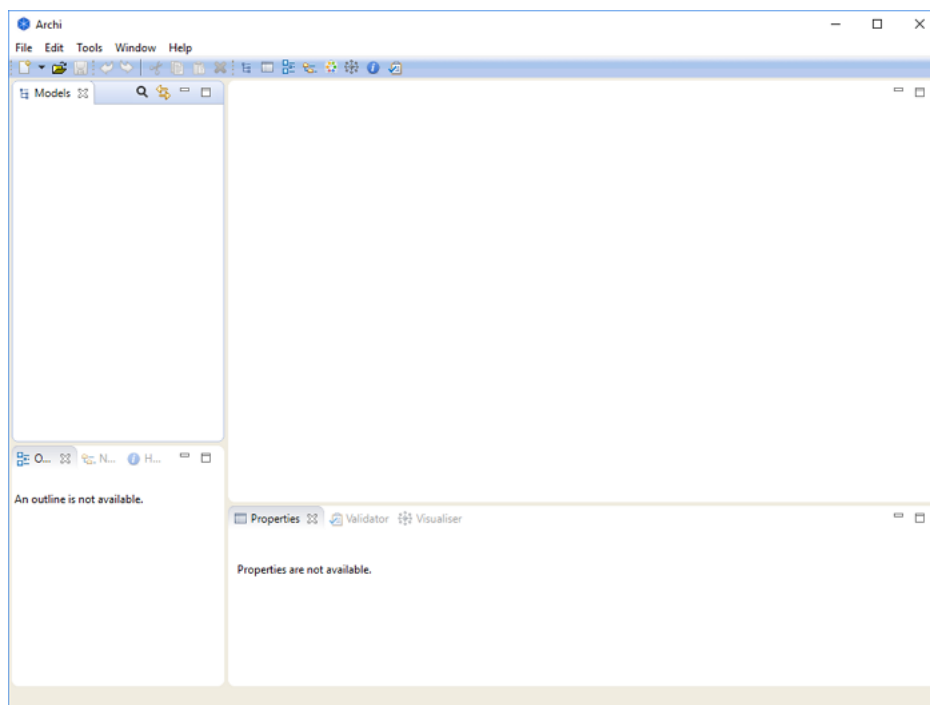 Archi
File Edit Tools Window Help
Models
O... N... H...
An outline is not available.
Properties Validator Visualiser
Properties are not available.